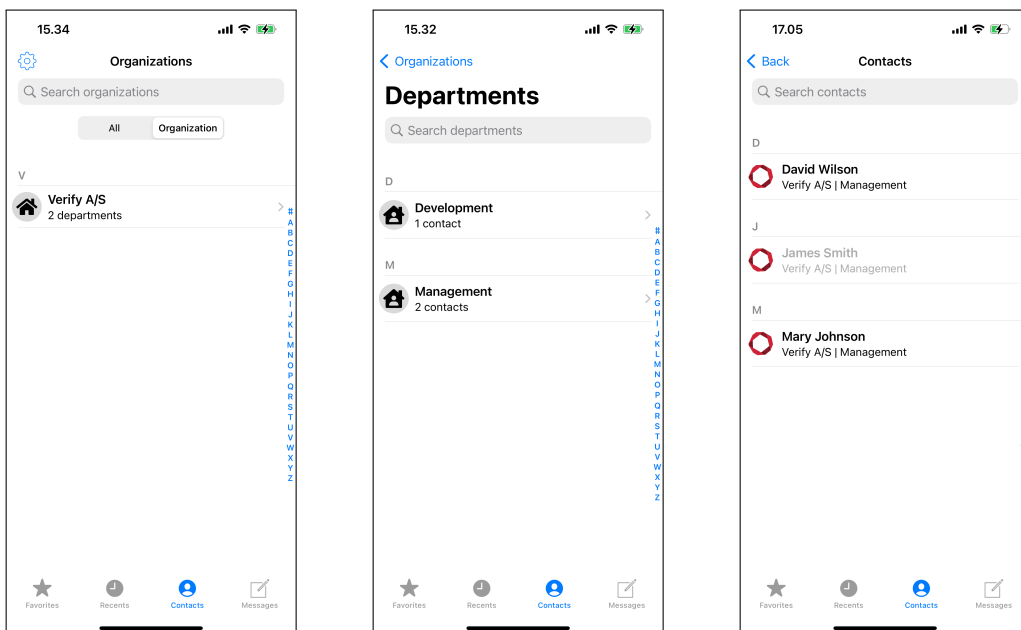 15.34
Organizations
Search organizations
All
Organization
V
Verify A/S
2 departments
#
A
B
C
D
E
F
G
H
I
J
K
L
M
N
O
P
Q
R
S
T
U
V
W
X
Y
Z
Favorites
Recents
Contacts
Messages
15.32
Organizations
Departments
Search departments
D
Development
1 contact
M
Management
2 contacts
#
A
B
C
D
E
F
G
H
I
J
K
L
M
N
O
P
Q
R
S
T
U
V
W
X
Y
Z
Favorites
Recents
Contacts
Messages
17.05
Back
Contacts
Search contacts
D
David Wilson
Verify A/S | Management
J
James Smith
Verify A/S | Management
M
Mary Johnson
Verify A/S | Management
Favorites
Recents
Contacts
Messages